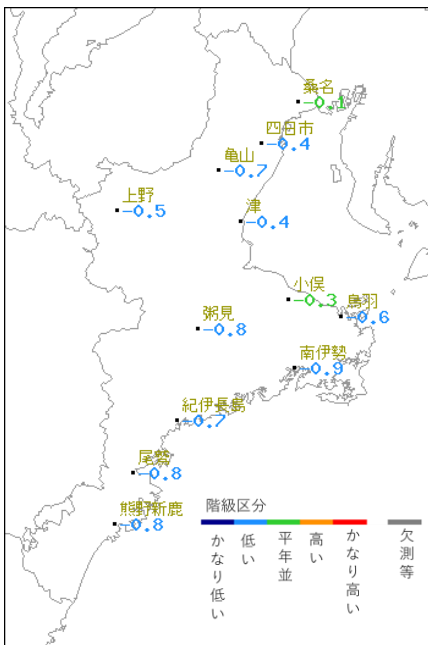 桑名
-0.1
四日市
-0.4
亀山
-0.7
上野
-0.5
津
-0.4
小俣
-0.3
鳥羽
-0.6
粥見
-0.8
南伊勢
-0.9
紀伊長島
-0.7
尾鷲
-0.8
熊野新鹿
-0.8
階級区分
かなり低い
低い
平年並
高い
かなり高い
欠測等